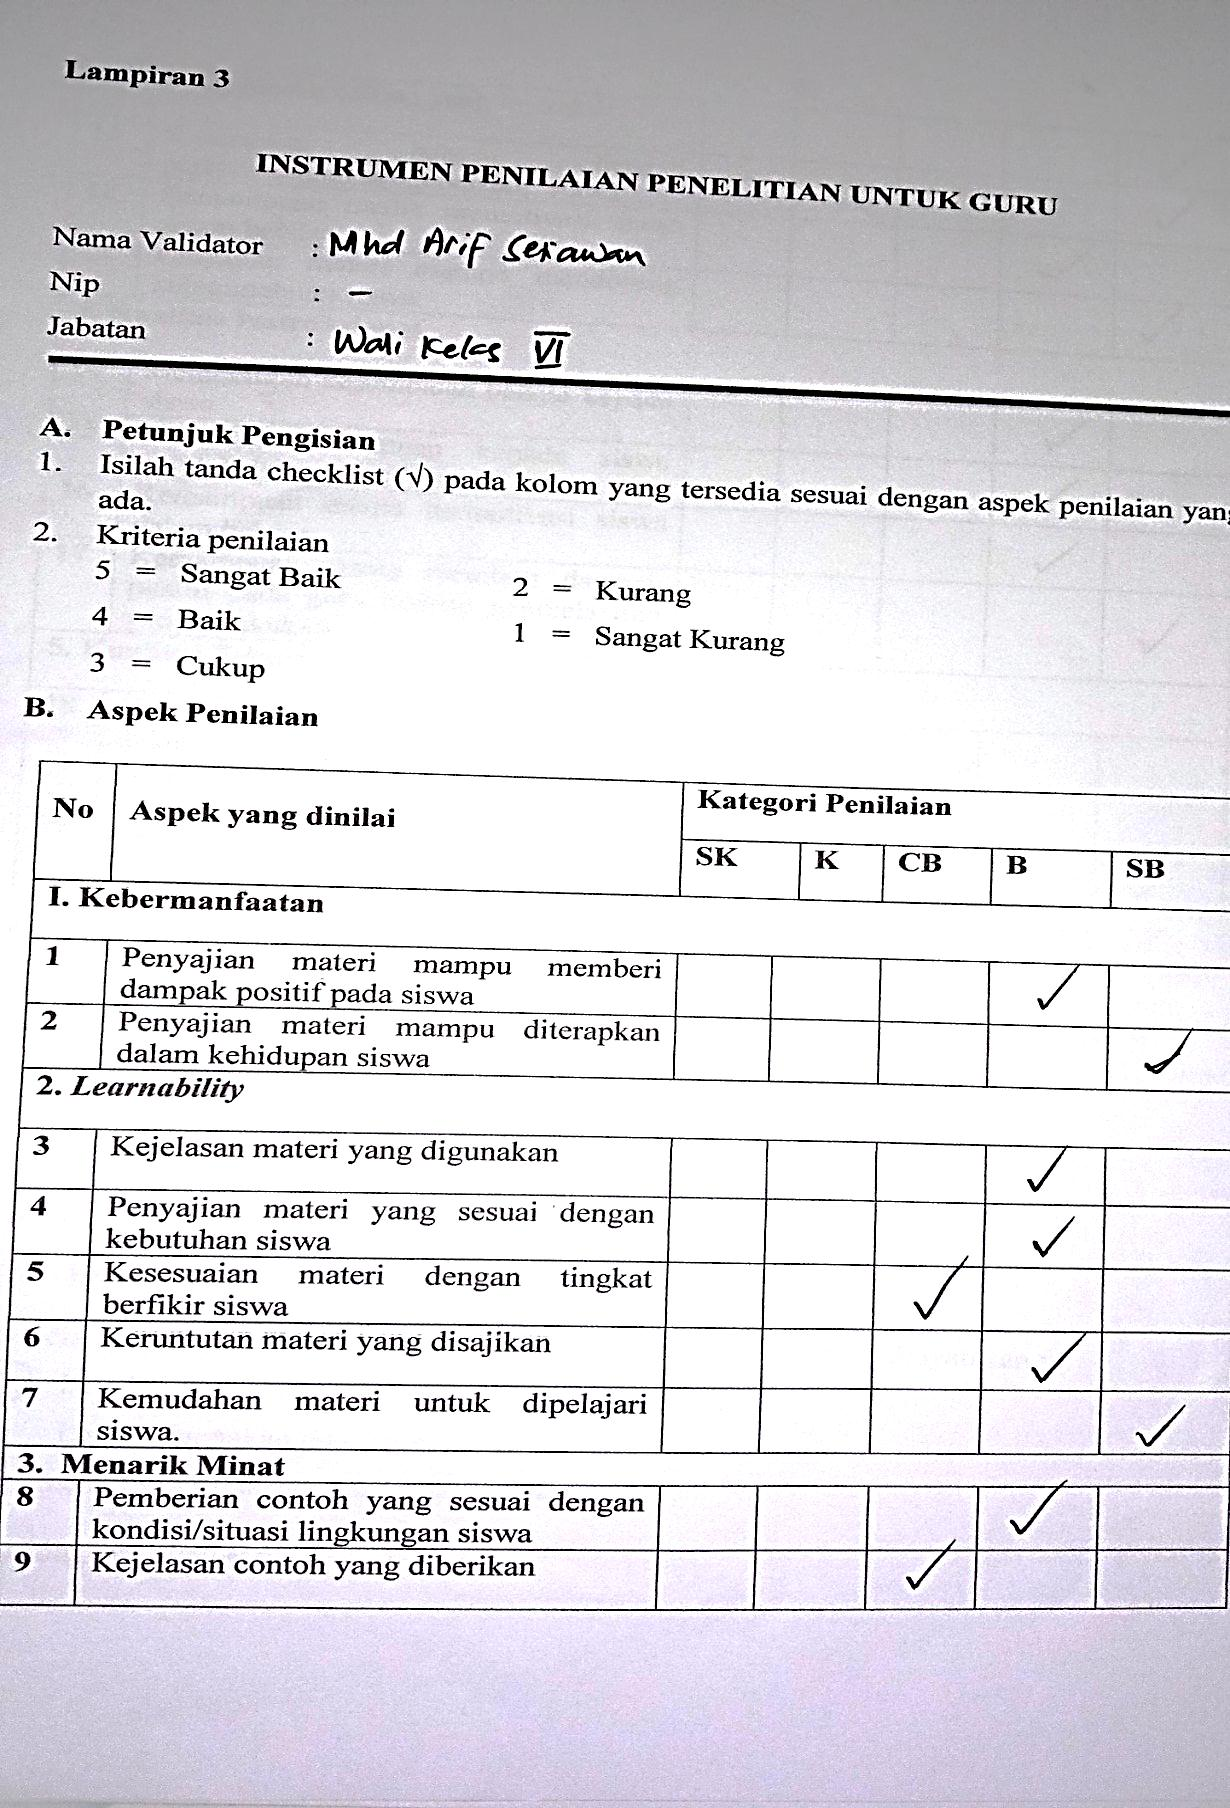 Lampiran 3
INSTRUMEN PENILAIAN PENELITIAN UNTUK GURU
Nama Validator : Mhd Arif Serawan
Nip : -
Jabatan : Wali Kelas VI
A. Petunjuk Pengisian
1. Isilah tanda checklist (√) pada kolom yang tersedia sesuai dengan aspek penilaian yang
ada.
2. Kriteria penilaian
5 = Sangat Baik 2 = Kurang
4 = Baik 1 = Sangat Kurang
3 = Cukup
B. Aspek Penilaian
No Aspek yang dinilai Kategori Penilaian
SK K CB B SB
I. Kebermanfaatan
1 Penyajian materi mampu memberi
dampak positif pada siswa ✓
2 Penyajian materi mampu diterapkan
dalam kehidupan siswa ✓
2. Learnability
3 Kejelasan materi yang digunakan ✓
4 Penyajian materi yang sesuai dengan
kebutuhan siswa ✓
5 Kesesuaian materi dengan tingkat
berfikir siswa ✓
6 Keruntutan materi yang disajikan ✓
7 Kemudahan materi untuk dipelajari
siswa. ✓
3. Menarik Minat
8 Pemberian contoh yang sesuai dengan
kondisi/situasi lingkungan siswa ✓
9 Kejelasan contoh yang diberikan ✓